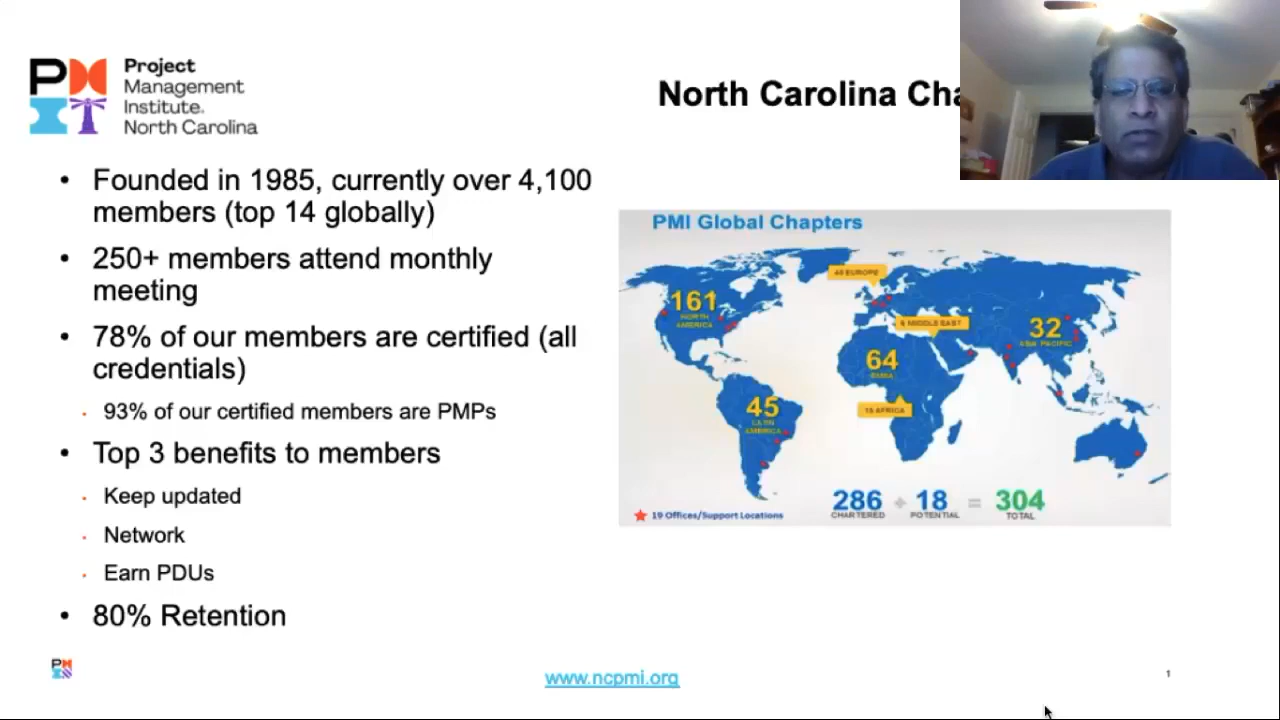 Project
Management
Institute.
North Carolina
North Carolina Cha
• Founded in 1985, currently over 4,100
members (top 14 globally)
• 250+ members attend monthly
meeting
• 78% of our members are certified (all
credentials)
• 93% of our certified members are PMPs
• Top 3 benefits to members
• Keep updated
• Network
• Earn PDUs
• 80% Retention
PMI Global Chapters
161
NORTH
AMERICA
EUROPE
MIDDLE EAST
32
ASIA PACIFIC
64
EMEA
15 AFRICA
45
LATIN
AMERICA
286 + 18 = 304
CHARTERED POTENTIAL TOTAL
19 Offices/Support Locations
www.ncpmi.org
1